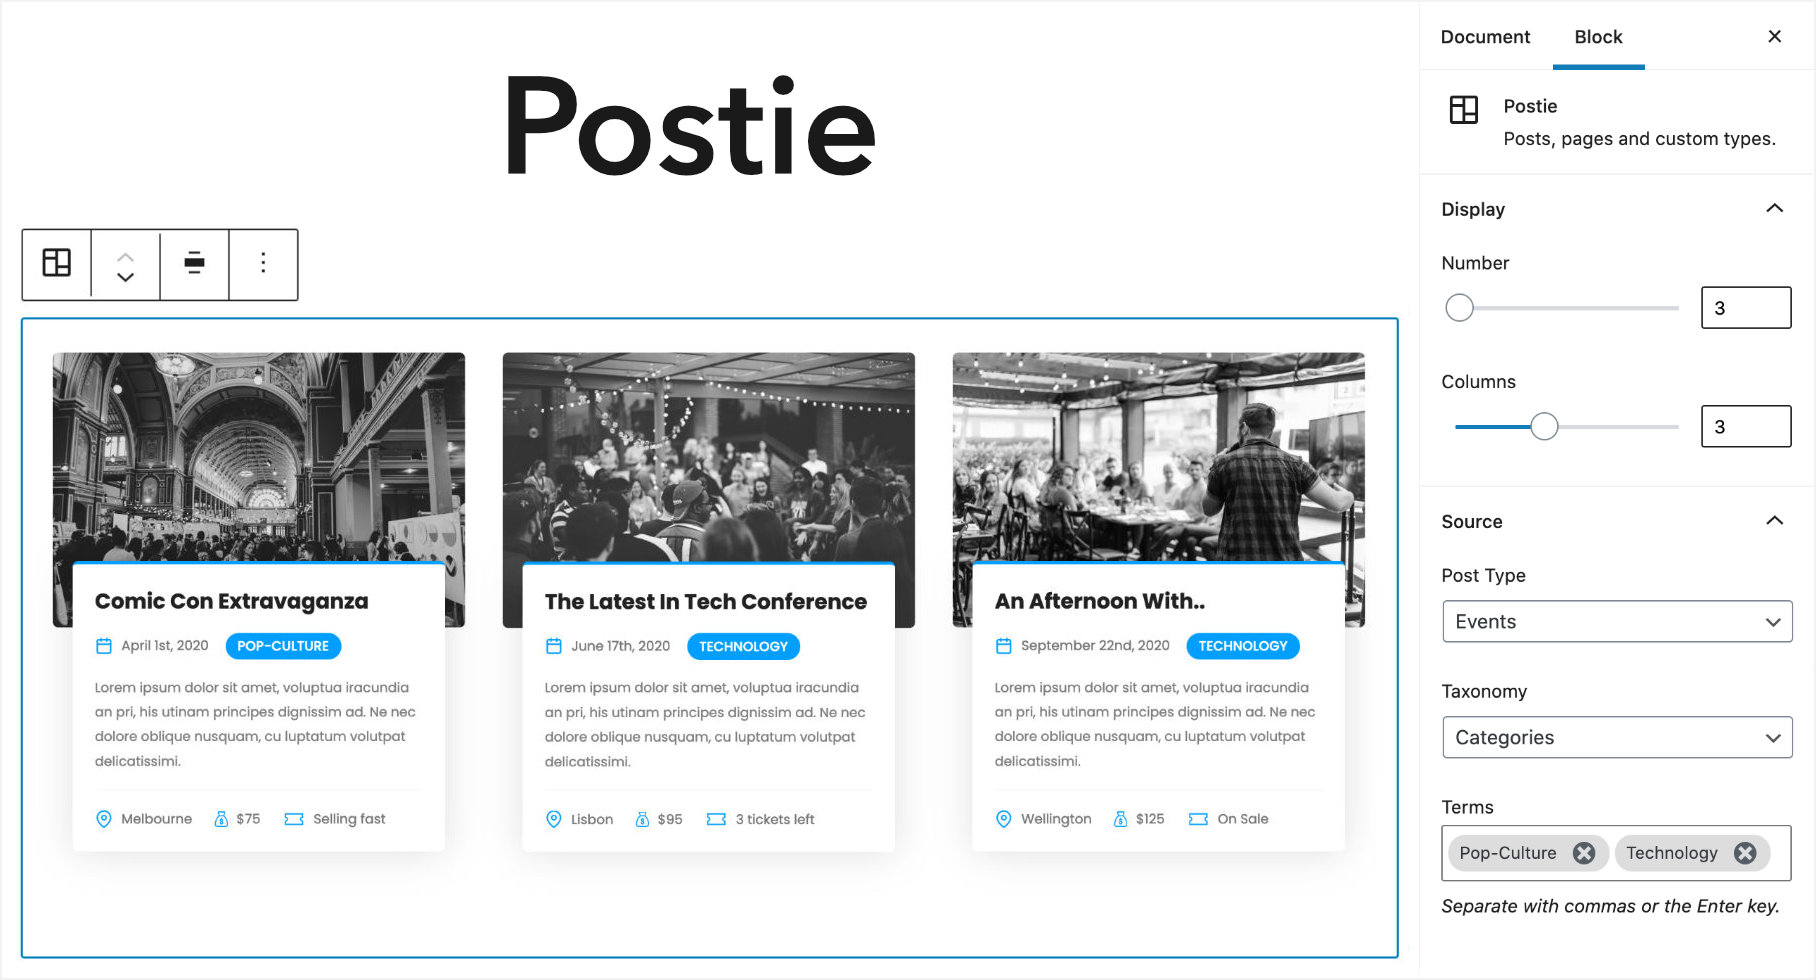 Postie
Comic Con Extravaganza
April 1st, 2020 POP-CULTURE
Lorem ipsum dolor sit amet, voluptua iracundia
an pri, his utinam principes dignissim ad. Ne nec
dolore oblique nusquam, cu luptatum volutpat
delicatissimi.
Melbourne $75 Selling fast
The Latest In Tech Conference
June 17th, 2020 TECHNOLOGY
Lorem ipsum dolor sit amet, voluptua iracundia
an pri, his utinam principes dignissim ad. Ne nec
dolore oblique nusquam, cu luptatum volutpat
delicatissimi.
Lisbon $95 3 tickets left
An Afternoon With..
September 22nd, 2020 TECHNOLOGY
Lorem ipsum dolor sit amet, voluptua iracundia
an pri, his utinam principes dignissim ad. Ne nec
dolore oblique nusquam, cu luptatum volutpat
delicatissimi.
Wellington $125 On Sale
Document Block
Postie
Posts, pages and custom types.
Display
Number
3
Columns
3
Source
Post Type
Events
Taxonomy
Categories
Terms
Pop-Culture Technology
Separate with commas or the Enter key.